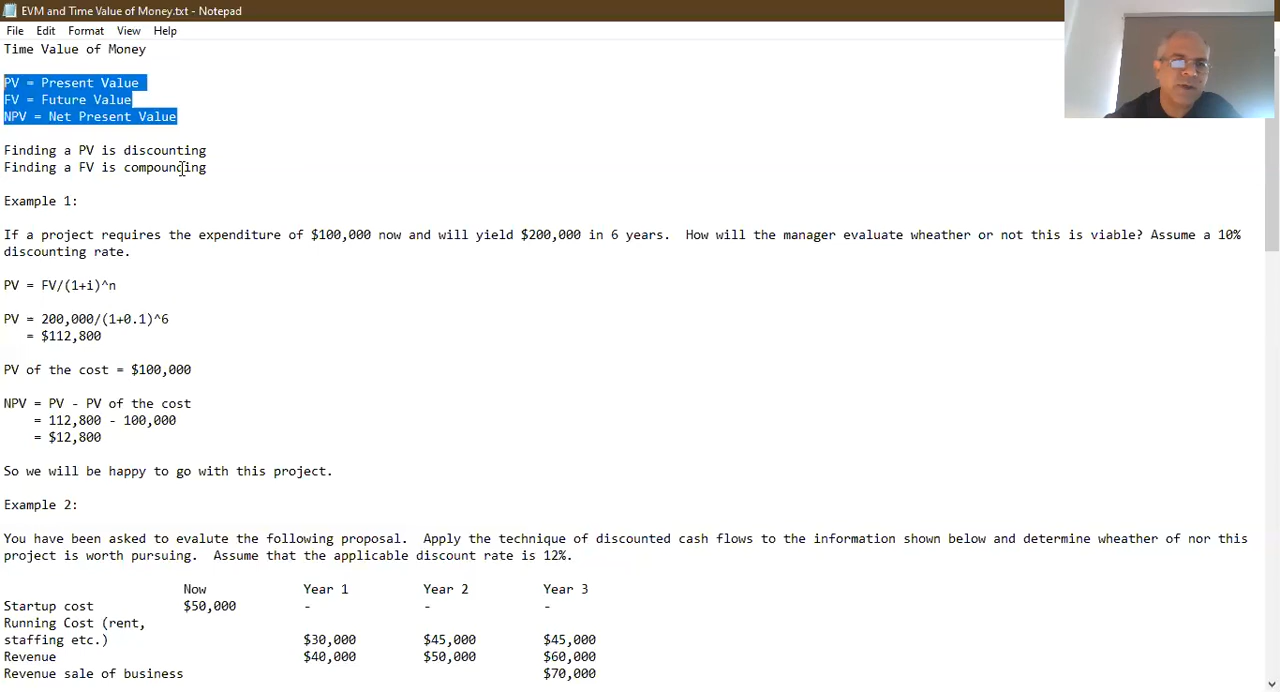 EVM and Time Value of Money.txt - Notepad
File Edit Format View Help
Time Value of Money
PV = Present Value
FV = Future Value
NPV = Net Present Value
Finding a PV is discounting
Finding a FV is compouncing
Example 1:
If a project requires the expenditure of $100,000 now and will yield $200,000 in 6 years. How will the manager evaluate wheather or not this is viable? Assume a 10%
discounting rate.
PV = FV/(1+i)^n
PV = 200,000/(1+0.1)^6
= $112,800
PV of the cost = $100,000
NPV = PV - PV of the cost
= 112,800 - 100,000
= $12,800
So we will be happy to go with this project.
Example 2:
You have been asked to evalute the following proposal. Apply the technique of discounted cash flows to the information shown below and determine wheather of nor this
project is worth pursuing. Assume that the applicable discount rate is 12%.
Now Year 1 Year 2 Year 3
Startup cost $50,000 - - -
Running Cost (rent,
staffing etc.) $30,000 $45,000 $45,000
Revenue $40,000 $50,000 $60,000
Revenue sale of business $70,000